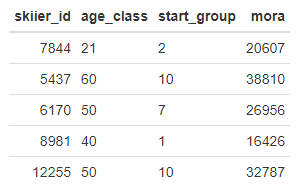 skiier_id age_class start_group mora
7844 21 2 20607
5437 60 10 38810
6170 50 7 26956
8981 40 1 16426
12255 50 10 32787